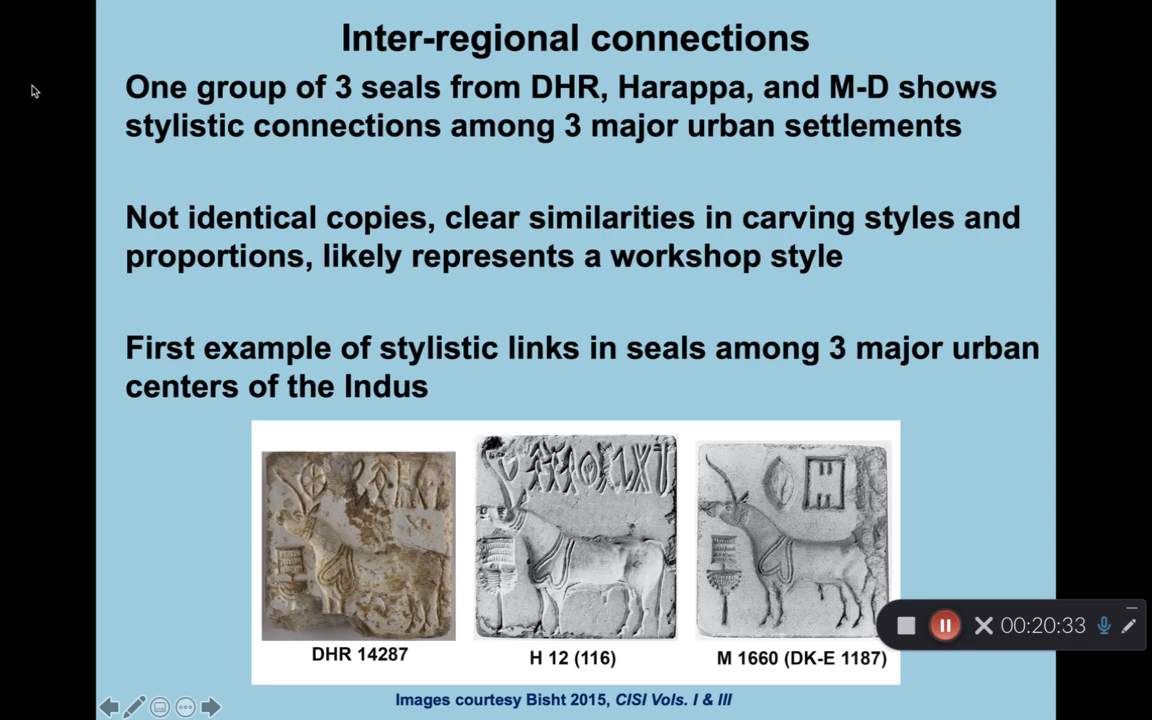 Inter-regional connections
One group of 3 seals from DHR, Harappa, and M-D shows
stylistic connections among 3 major urban settlements
Not identical copies, clear similarities in carving styles and
proportions, likely represents a workshop style
First example of stylistic links in seals among 3 major urban
centers of the Indus
DHR 14287
H 12 (116)
M 1660 (DK-E 1187)
00:20:33
Images courtesy Bisht 2015, CISI Vols. I & III